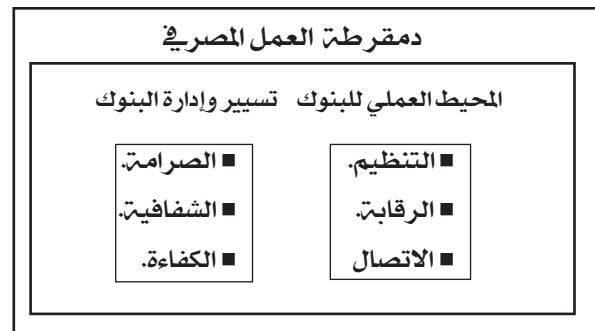 دمقرطة العمل المصرفي
المحيط العملي للبنوك تسيير وإدارة البنوك
■ التنظيم. ■ الصرامة.
■ الرقابة. ■ الشفافية.
■ الاتصال ■ الكفاءة.